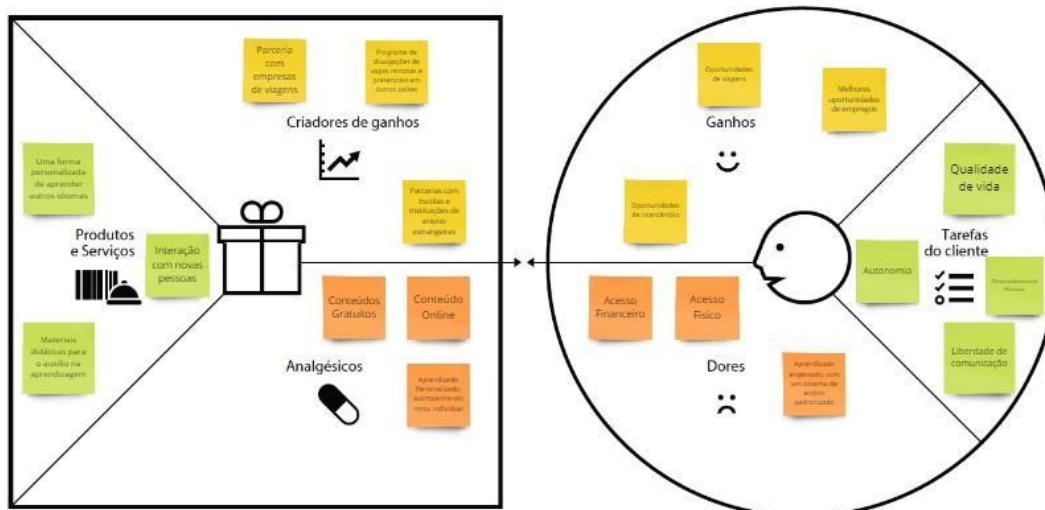 Parceria
com
empresas
de viagens
Programa de
divulgações de
vagas remotas e
presenciais em
outros países
Criadores de ganhos
Uma forma
personalizada
de aprender
outros idiomas
Parcerias com
Escolas e
Instituições de
ensino
estrangeiras
Produtos
e Serviços
Interação
com novas
pessoas
Materiais
didáticos para
o auxílio na
aprendizagem
Conteúdos
Gratuitos
Conteúdo
Online
Analgésicos
Aprendizado
Personalizado,
acompanhando
ritmo individual
Oportunidades
de viagens
Melhores
oportunidades
de empregos
Ganhos
Oportunidades
de intercâmbio
Qualidade
de vida
Tarefas
do cliente
Autonomia
Desenvolvimento
Pessoal
Liberdade de
comunicação
Acesso
Financeiro
Acesso
Físico
Dores
Aprendizado
engessado, com
um sistema de
ensino
padronizado